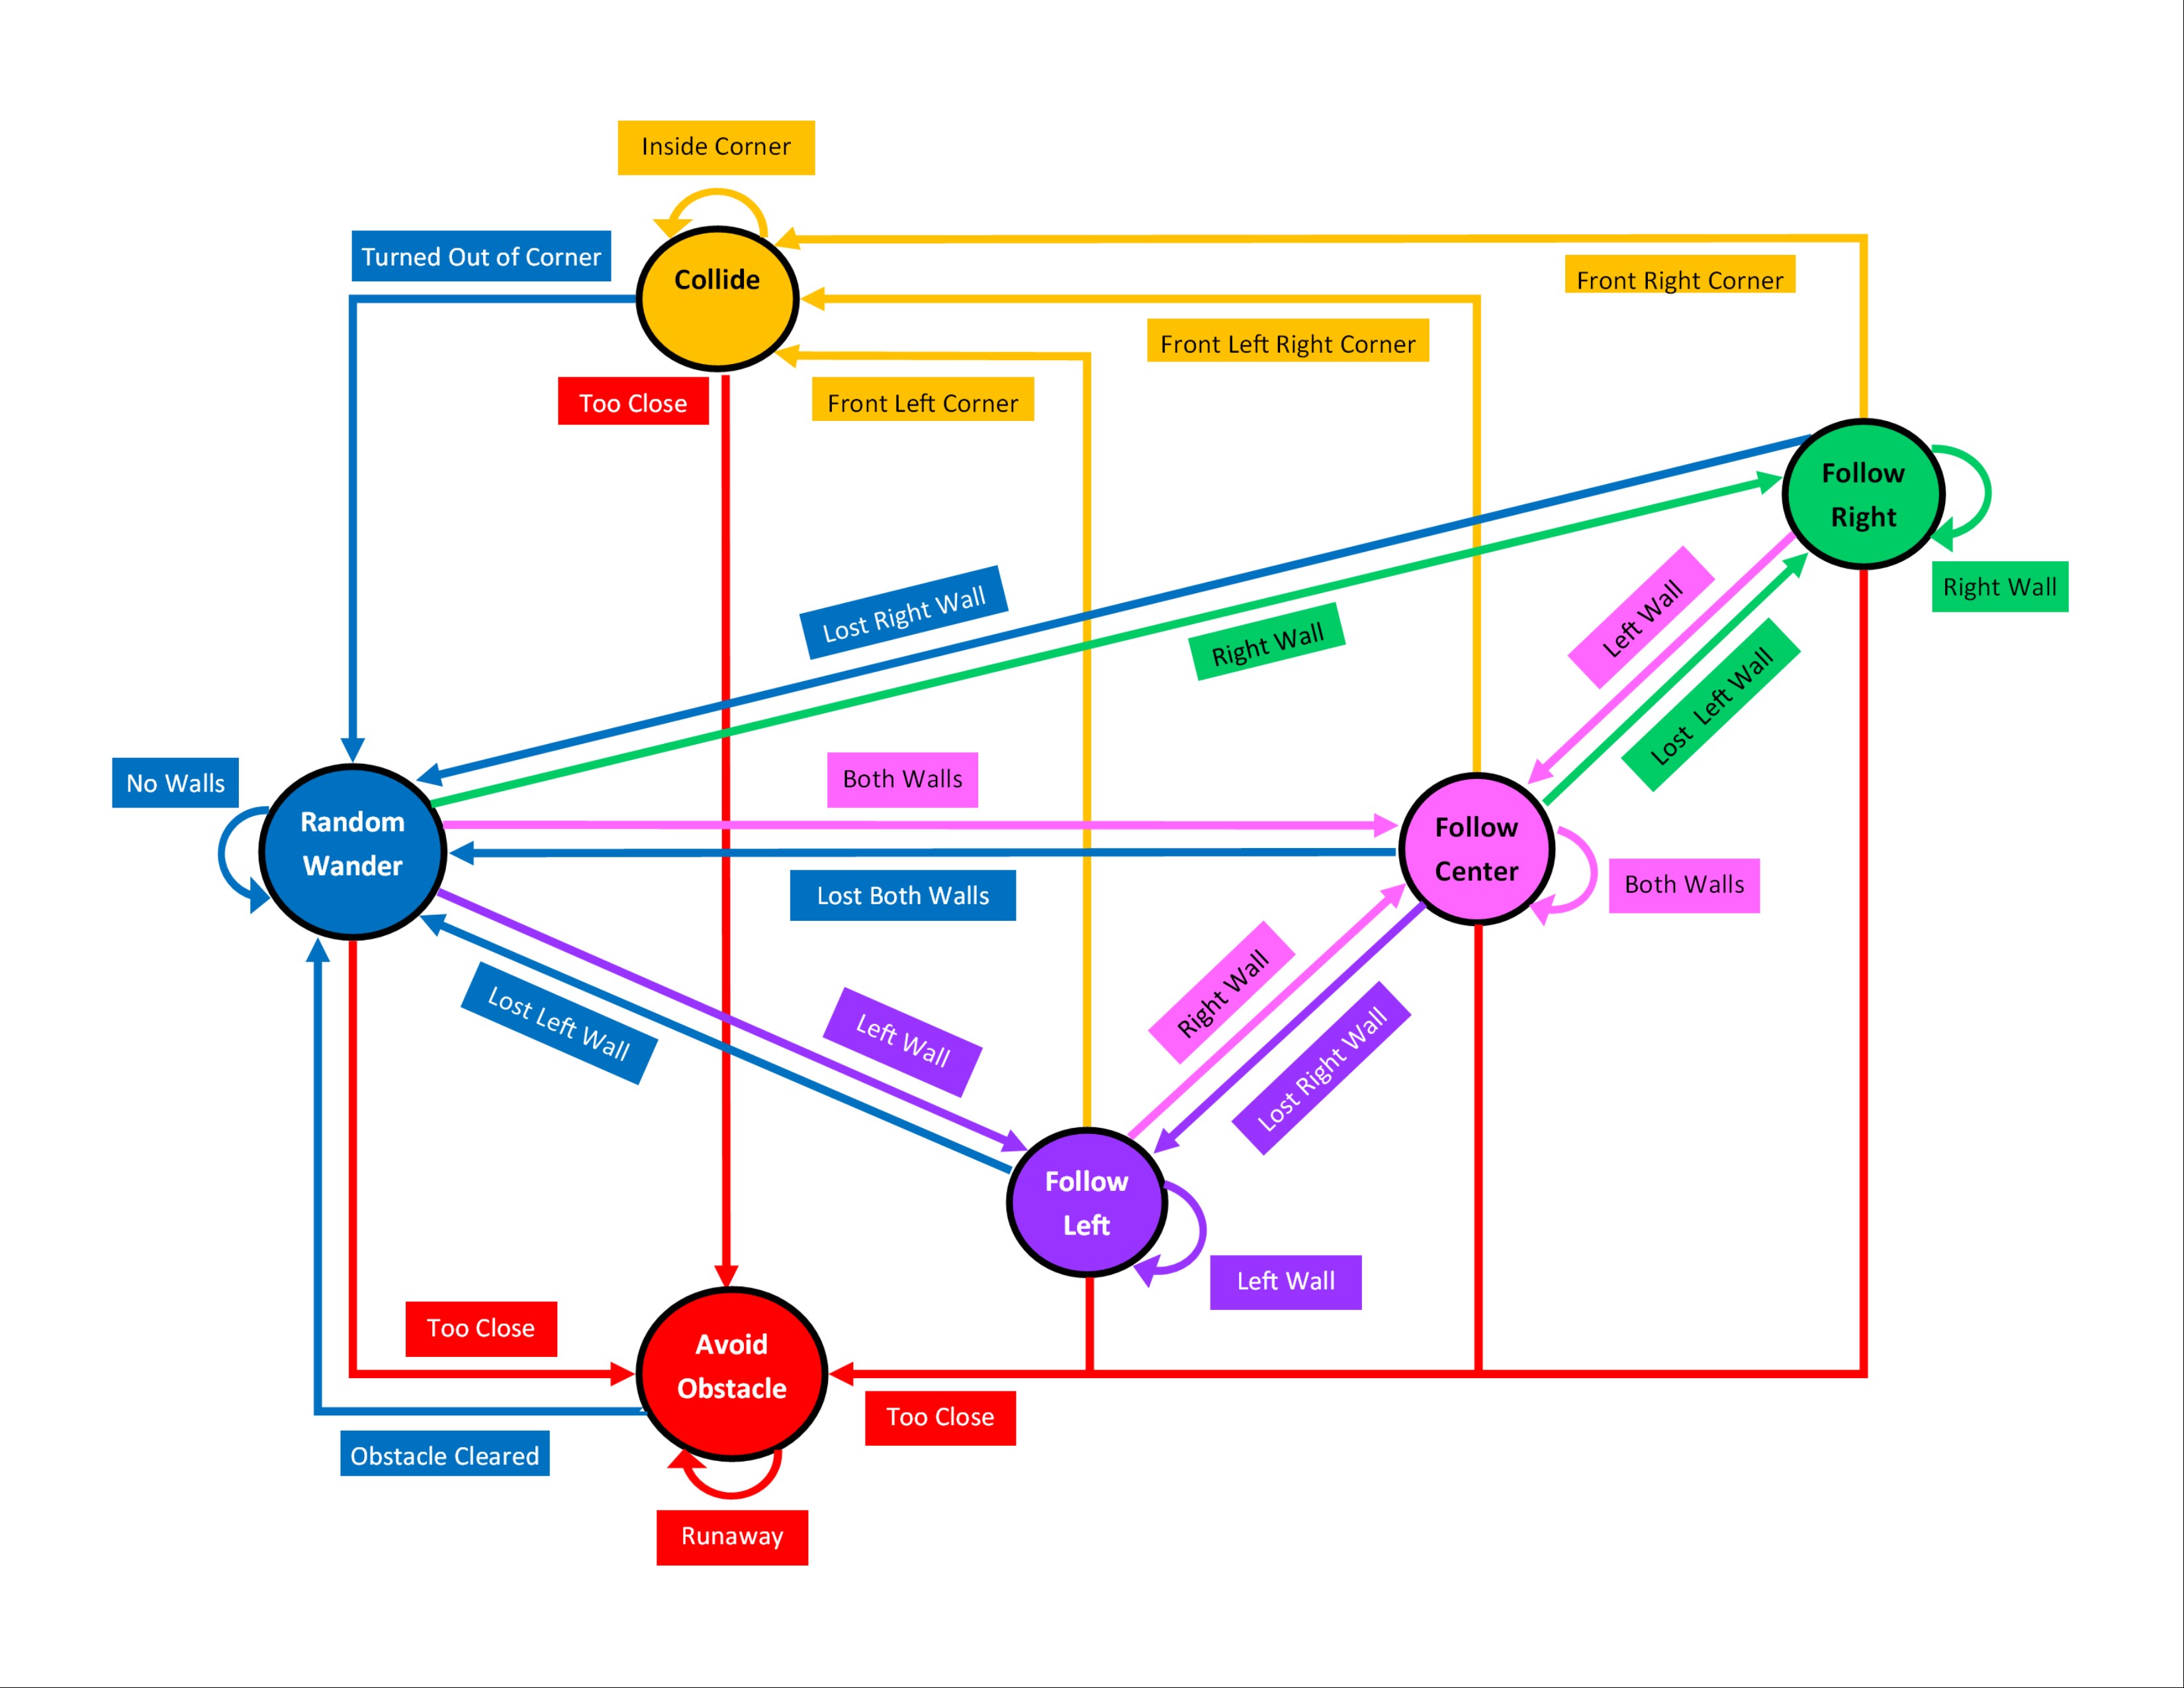 Inside Corner
Turned Out of Corner
Collide
Front Right Corner
Front Left Right Corner
Too Close
Front Left Corner
Follow
Right
Right Wall
Lost Right Wall
Right Wall
Left Wall
Lost Left Wall
No Walls
Both Walls
Random
Wander
Follow
Center
Both Walls
Lost Both Walls
Lost Left Wall
Left Wall
Right Wall
Lost Right Wall
Follow
Left
Left Wall
Too Close
Avoid
Obstacle
Too Close
Obstacle Cleared
Runaway